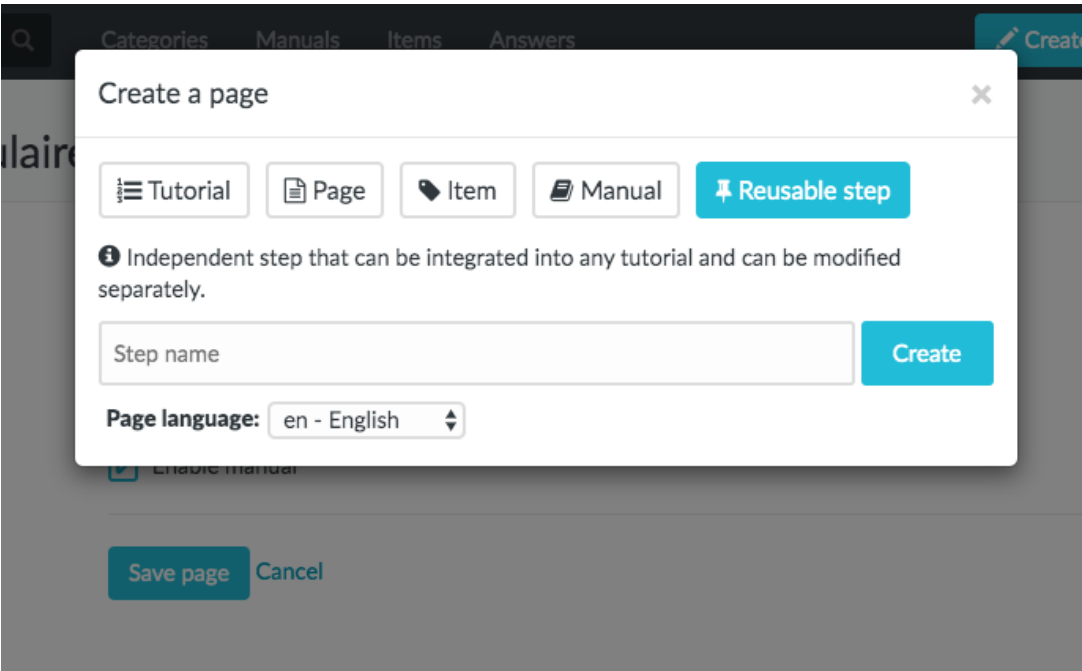 Categories Manuals Items Answers
Create a page
×
Tutorial Page Item Manual Reusable step
Independent step that can be integrated into any tutorial and can be modified
separately.
Step name Create
Page language: en - English
Enable manual
Save page Cancel